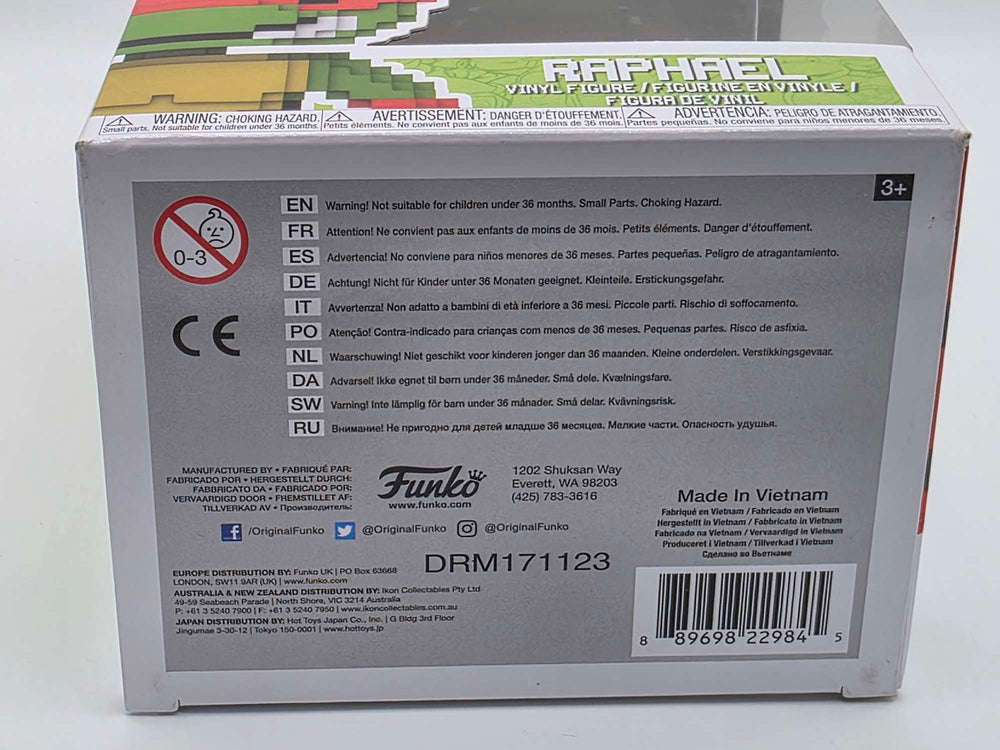 RAPHAEL
VINYL FIGURE / FIGURINE EN VINYLE /
FIGURA DE VINIL
WARNING: CHOKING HAZARD.
Small parts. Not suitable for children under 36 months.
AVERTISSEMENT: DANGER D'ÉTOUFFEMENT.
Petits éléments. Ne convient pas aux enfants de moins de 36 mois.
ADVERTENCIA: PELIGRO DE ATRAGANTAMIENTO.
Partes pequeñas. No conviene para niños menores de 36 meses
3+
0-3
EN Warning! Not suitable for children under 36 months. Small Parts. Choking Hazard.
FR Attention! Ne convient pas aux enfants de moins de 36 mois. Petits éléments. Danger d'étouffement.
ES Advertencia! No conviene para niños menores de 36 meses. Partes pequeñas. Peligro de atragantamiento.
DE Achtung! Nicht für Kinder unter 36 Monaten geeignet. Kleinteile. Erstickungsgefahr.
IT Avvertenza! Non adatto a bambini di età inferiore a 36 mesi. Piccole parti. Rischio di soffocamento.
PO Atenção! Contra-indicado para crianças com menos de 36 meses. Pequenas partes. Risco de asfixia.
NL Waarschuwing! Niet geschikt voor kinderen jonger dan 36 maanden. Kleine onderdelen. Verstikkingsgevaar.
DA Advarsel! Ikke egnet til børn under 36 måneder. Små dele. Kvælningsfare.
SW Varning! Inte lämplig för barn under 36 månader. Små delar. Kvävningsrisk.
RU Внимание! Не пригодно для детей младше 36 месяцев. Мелкие части. Опасность удушья.
CE
MANUFACTURED BY • FABRIQUÉ PAR:
FABRICADO POR • HERGESTELLT DURCH:
FABBRICATO DA • FABRICADO POR:
VERVAARDIGD DOOR • FREMSTILLET AF:
TILLVERKAD AV • Производитель:
Funko
www.funko.com
1202 Shuksan Way
Everett, WA 98203
(425) 783-3616
/OriginalFunko @OriginalFunko @OriginalFunko
Made In Vietnam
Fabriqué en Vietnam / Fabricado en Vietnam
Hergestellt in Vietnam / Fabbricato in Vietnam
Fabricado na Vietnam / Vervaardigd in Vietnam
Produceret i Vietnam / Tillverkad i Vietnam
Сделано во Вьетнаме
DRM171123
EUROPE DISTRIBUTION BY: Funko UK | PO Box 63668
LONDON, SW11 9AR (UK) | www.funko.com
AUSTRALIA & NEW ZEALAND DISTRIBUTION BY: Ikon Collectables Pty Ltd
49-59 Seabeach Parade | North Shore, VIC 3214 Australia
P: +61 3 5240 7900 | F: +61 3 5240 7950 | www.ikoncollectables.com.au
JAPAN DISTRIBUTION BY: Hot Toys Japan Co., Inc. | G Bldg 3rd Floor
Jingumae 3-30-12 | Tokyo 150-0001 | www.hottoys.jp
8 89698 22984 5